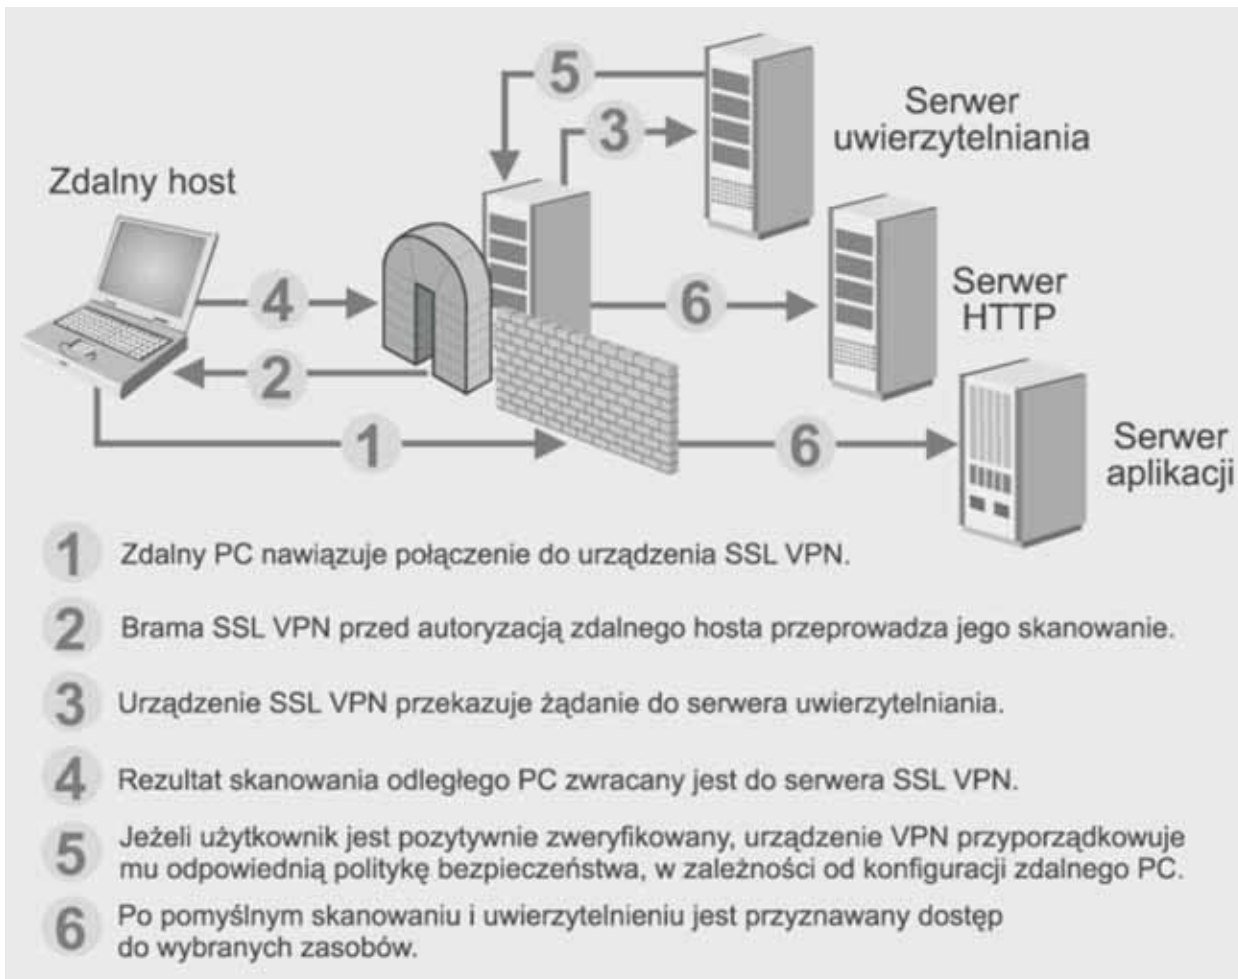 5
Serwer
uwierzytelniania
3
Zdalny host
4
6
Serwer
HTTP
2
1
6
Serwer
aplikacji
1 Zdalny PC nawiązuje połączenie do urządzenia SSL VPN.
2 Brama SSL VPN przed autoryzacją zdalnego hosta przeprowadza jego skanowanie.
3 Urządzenie SSL VPN przekazuje żądanie do serwera uwierzytelniania.
4 Rezultat skanowania odległego PC zwracany jest do serwera SSL VPN.
5 Jeżeli użytkownik jest pozytywnie zweryfikowany, urządzenie VPN przyporządkowuje
mu odpowiednią politykę bezpieczeństwa, w zależności od konfiguracji zdalnego PC.
6 Po pomyślnym skanowaniu i uwierzytelnieniu jest przyznawany dostęp
do wybranych zasobów.